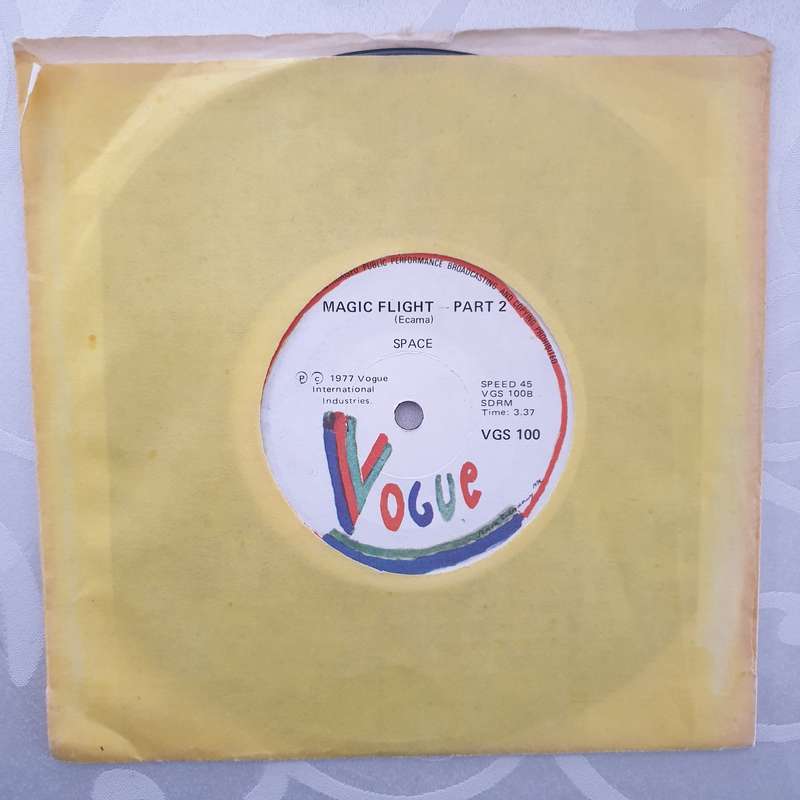 PUBLIC PERFORMANCE BROADCASTING AND COPYING PROHIBITED
MAGIC FLIGHT — PART 2
(Ecama)
SPACE
Ⓟ © 1977 Vogue
International
Industries.
SPEED 45
VGS 100B
SDRM
Time: 3.37
VGS 100
VOGUe